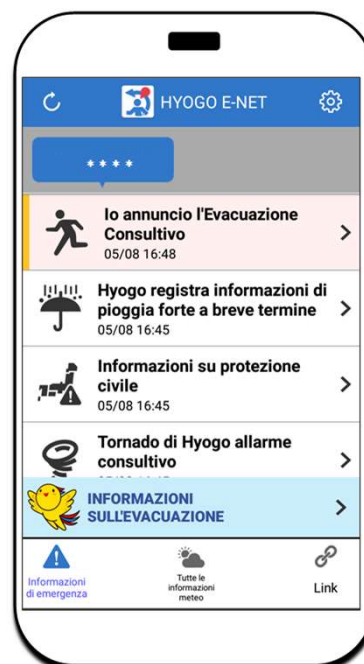 HYOGO E-NET
****
Io annuncio l'Evacuazione
Consultivo
05/08 16:48
Hyogo registra informazioni di
pioggia forte a breve termine
05/08 16:45
Informazioni su protezione
civile
05/08 16:45
Tornado di Hyogo allarme
consultivo
INFORMAZIONI
SULL'EVACUAZIONE
Informazioni
di emergenza
Tutte le
informazioni
meteo
Link